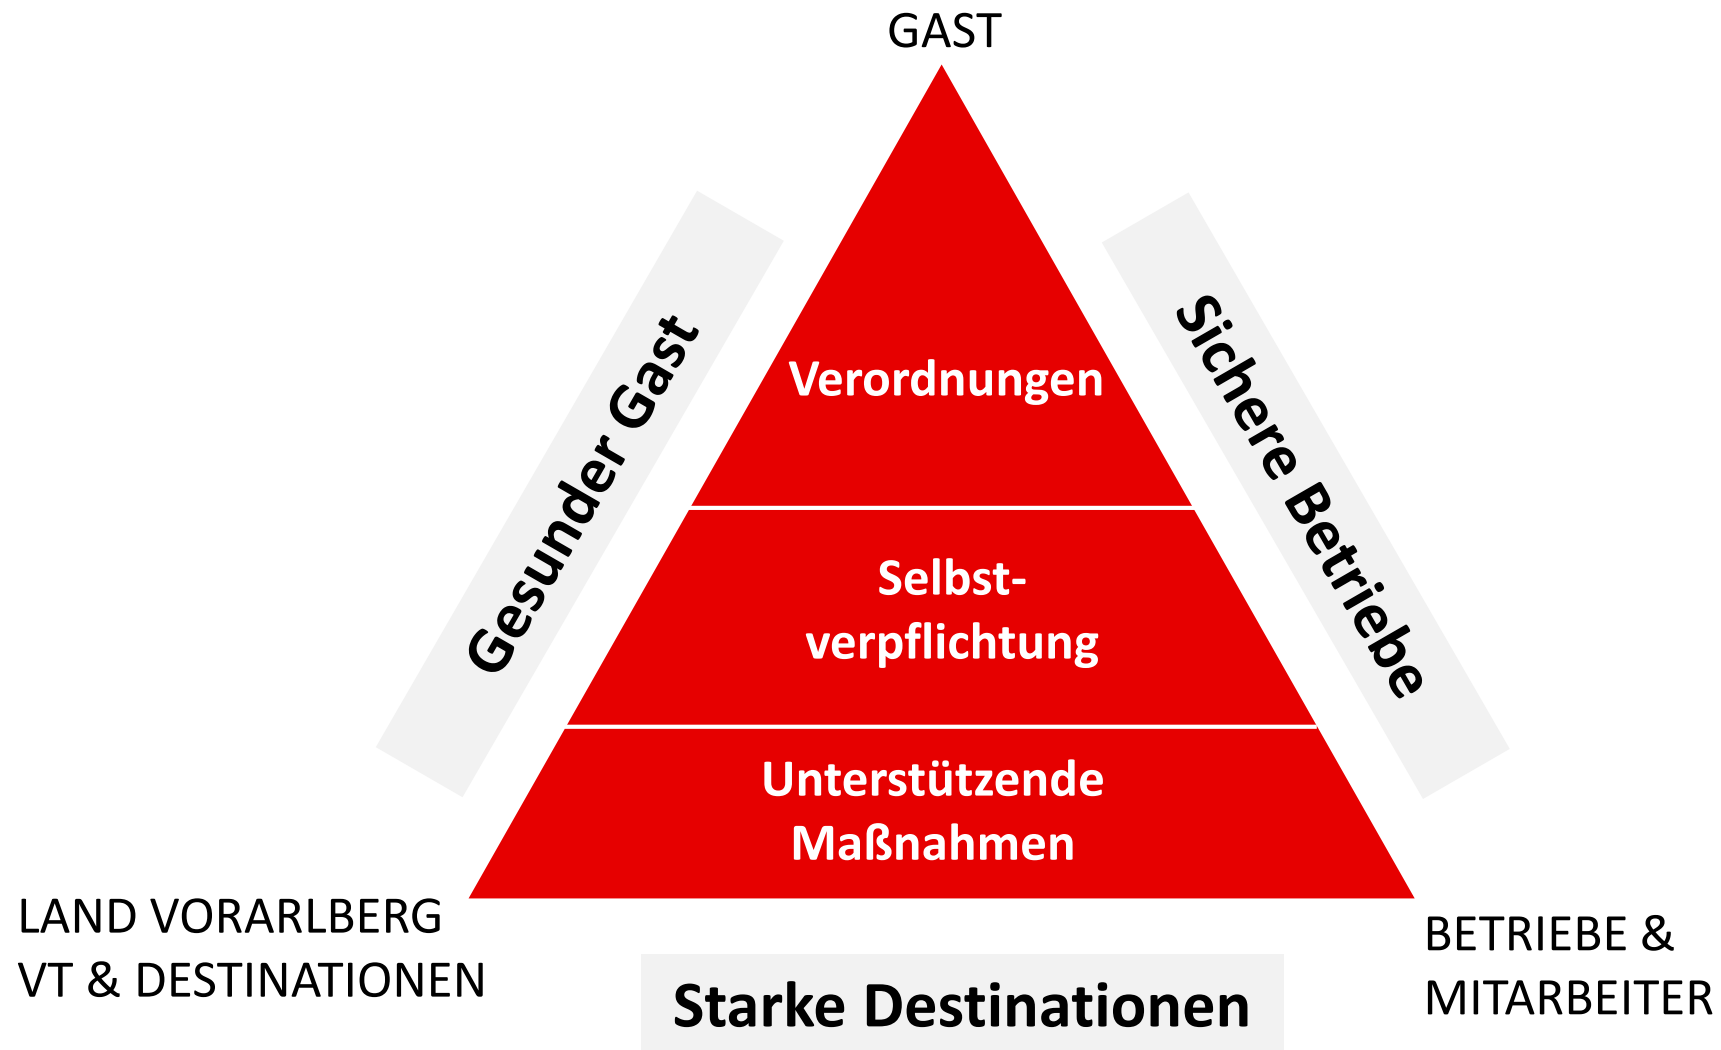 GAST
Gesunder Gast
Sichere Betriebe
Verordnungen
Selbst-
verpflichtung
Unterstützende
Maßnahmen
LAND VORARLBERG
VT & DESTINATIONEN
BETRIEBE &
MITARBEITER
Starke Destinationen